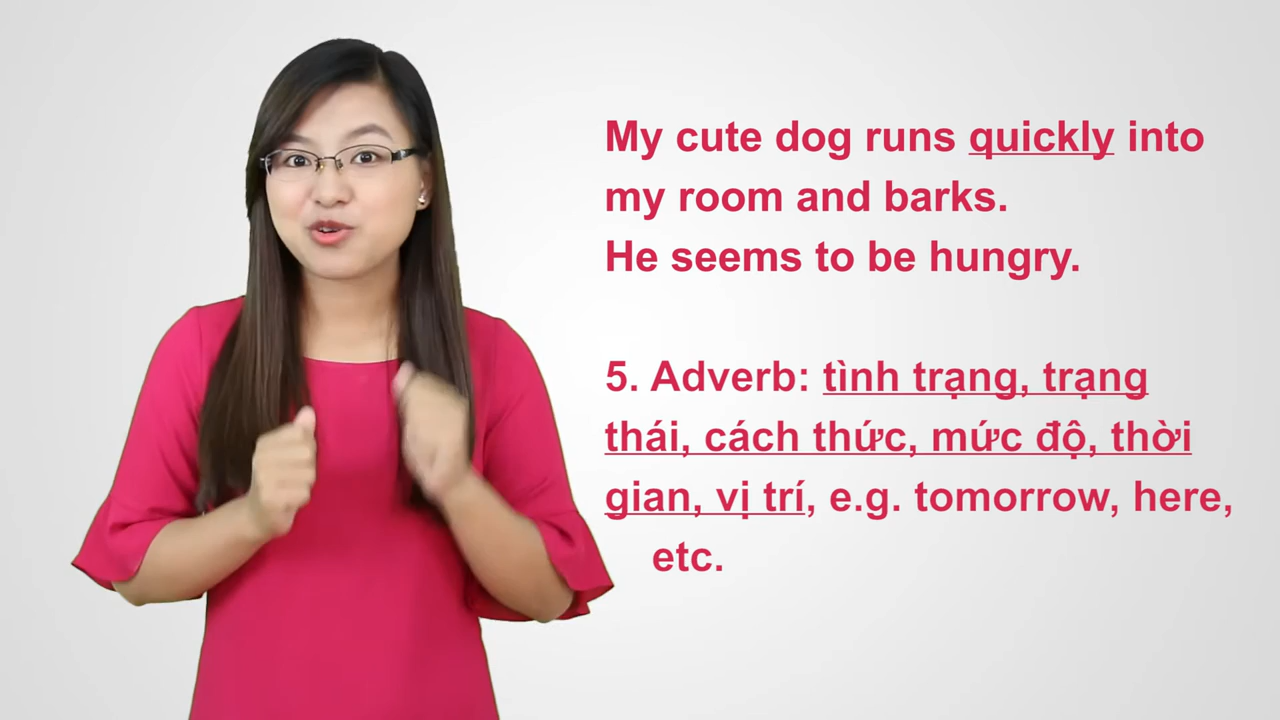 My cute dog runs quickly into
my room and barks.
He seems to be hungry.
5. Adverb: tình trạng, trạng
thái, cách thức, mức độ, thời
gian, vị trí, e.g. tomorrow, here,
etc.